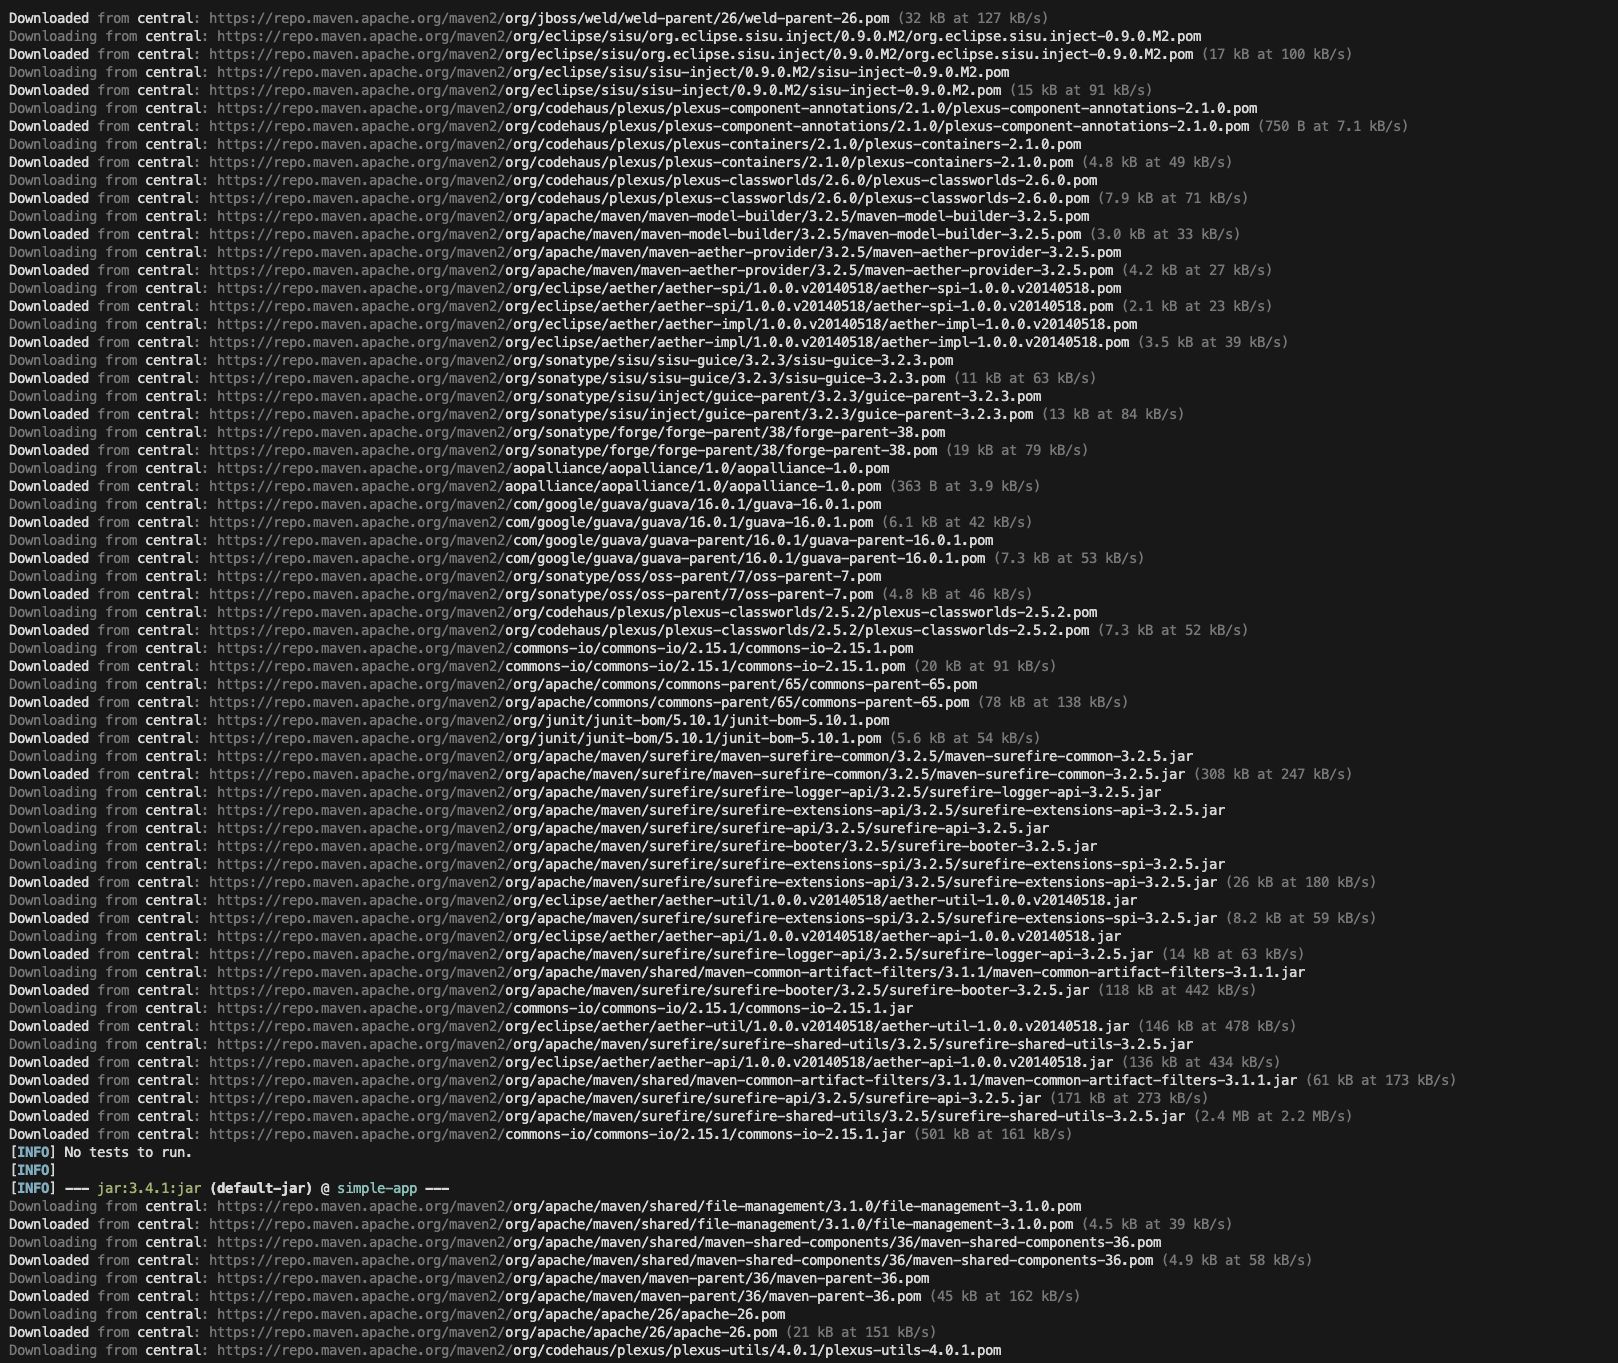 Downloaded from central: https://repo.maven.apache.org/maven2/org/jboss/weld/weld-parent/26/weld-parent-26.pom (32 kB at 127 kB/s)
Downloading from central: https://repo.maven.apache.org/maven2/org/eclipse/sisu/org.eclipse.sisu.inject/0.9.0.M2/org.eclipse.sisu.inject-0.9.0.M2.pom
Downloaded from central: https://repo.maven.apache.org/maven2/org/eclipse/sisu/org.eclipse.sisu.inject/0.9.0.M2/org.eclipse.sisu.inject-0.9.0.M2.pom (17 kB at 100 kB/s)
Downloading from central: https://repo.maven.apache.org/maven2/org/eclipse/sisu/sisu-inject/0.9.0.M2/sisu-inject-0.9.0.M2.pom
Downloaded from central: https://repo.maven.apache.org/maven2/org/eclipse/sisu/sisu-inject/0.9.0.M2/sisu-inject-0.9.0.M2.pom (15 kB at 91 kB/s)
Downloading from central: https://repo.maven.apache.org/maven2/org/codehaus/plexus/plexus-component-annotations/2.1.0/plexus-component-annotations-2.1.0.pom
Downloaded from central: https://repo.maven.apache.org/maven2/org/codehaus/plexus/plexus-component-annotations/2.1.0/plexus-component-annotations-2.1.0.pom (750 B at 7.1 kB/s)
Downloading from central: https://repo.maven.apache.org/maven2/org/codehaus/plexus/plexus-containers/2.1.0/plexus-containers-2.1.0.pom
Downloaded from central: https://repo.maven.apache.org/maven2/org/codehaus/plexus/plexus-containers/2.1.0/plexus-containers-2.1.0.pom (4.8 kB at 49 kB/s)
Downloading from central: https://repo.maven.apache.org/maven2/org/codehaus/plexus/plexus-classworlds/2.6.0/plexus-classworlds-2.6.0.pom
Downloaded from central: https://repo.maven.apache.org/maven2/org/codehaus/plexus/plexus-classworlds/2.6.0/plexus-classworlds-2.6.0.pom (7.9 kB at 71 kB/s)
Downloading from central: https://repo.maven.apache.org/maven2/org/apache/maven/maven-model-builder/3.2.5/maven-model-builder-3.2.5.pom
Downloaded from central: https://repo.maven.apache.org/maven2/org/apache/maven/maven-model-builder/3.2.5/maven-model-builder-3.2.5.pom (3.0 kB at 33 kB/s)
Downloading from central: https://repo.maven.apache.org/maven2/org/apache/maven/maven-aether-provider/3.2.5/maven-aether-provider-3.2.5.pom
Downloaded from central: https://repo.maven.apache.org/maven2/org/apache/maven/maven-aether-provider/3.2.5/maven-aether-provider-3.2.5.pom (4.2 kB at 27 kB/s)
Downloading from central: https://repo.maven.apache.org/maven2/org/eclipse/aether/aether-spi/1.0.0.v20140518/aether-spi-1.0.0.v20140518.pom
Downloaded from central: https://repo.maven.apache.org/maven2/org/eclipse/aether/aether-spi/1.0.0.v20140518/aether-spi-1.0.0.v20140518.pom (2.1 kB at 23 kB/s)
Downloading from central: https://repo.maven.apache.org/maven2/org/eclipse/aether/aether-impl/1.0.0.v20140518/aether-impl-1.0.0.v20140518.pom
Downloaded from central: https://repo.maven.apache.org/maven2/org/eclipse/aether/aether-impl/1.0.0.v20140518/aether-impl-1.0.0.v20140518.pom (3.5 kB at 39 kB/s)
Downloading from central: https://repo.maven.apache.org/maven2/org/sonatype/sisu/sisu-guice/3.2.3/sisu-guice-3.2.3.pom
Downloaded from central: https://repo.maven.apache.org/maven2/org/sonatype/sisu/sisu-guice/3.2.3/sisu-guice-3.2.3.pom (11 kB at 63 kB/s)
Downloading from central: https://repo.maven.apache.org/maven2/org/sonatype/sisu/inject/guice-parent/3.2.3/guice-parent-3.2.3.pom
Downloaded from central: https://repo.maven.apache.org/maven2/org/sonatype/sisu/inject/guice-parent/3.2.3/guice-parent-3.2.3.pom (13 kB at 84 kB/s)
Downloading from central: https://repo.maven.apache.org/maven2/org/sonatype/forge/forge-parent/38/forge-parent-38.pom
Downloaded from central: https://repo.maven.apache.org/maven2/org/sonatype/forge/forge-parent/38/forge-parent-38.pom (19 kB at 79 kB/s)
Downloading from central: https://repo.maven.apache.org/maven2/aopalliance/aopalliance/1.0/aopalliance-1.0.pom
Downloaded from central: https://repo.maven.apache.org/maven2/aopalliance/aopalliance/1.0/aopalliance-1.0.pom (363 B at 3.9 kB/s)
Downloading from central: https://repo.maven.apache.org/maven2/com/google/guava/guava/16.0.1/guava-16.0.1.pom
Downloaded from central: https://repo.maven.apache.org/maven2/com/google/guava/guava/16.0.1/guava-16.0.1.pom (6.1 kB at 42 kB/s)
Downloading from central: https://repo.maven.apache.org/maven2/com/google/guava/guava-parent/16.0.1/guava-parent-16.0.1.pom
Downloaded from central: https://repo.maven.apache.org/maven2/com/google/guava/guava-parent/16.0.1/guava-parent-16.0.1.pom (7.3 kB at 53 kB/s)
Downloading from central: https://repo.maven.apache.org/maven2/org/sonatype/oss/oss-parent/7/oss-parent-7.pom
Downloaded from central: https://repo.maven.apache.org/maven2/org/sonatype/oss/oss-parent/7/oss-parent-7.pom (4.8 kB at 46 kB/s)
Downloading from central: https://repo.maven.apache.org/maven2/org/codehaus/plexus/plexus-classworlds/2.5.2/plexus-classworlds-2.5.2.pom
Downloaded from central: https://repo.maven.apache.org/maven2/org/codehaus/plexus/plexus-classworlds/2.5.2/plexus-classworlds-2.5.2.pom (7.3 kB at 52 kB/s)
Downloading from central: https://repo.maven.apache.org/maven2/commons-io/commons-io/2.15.1/commons-io-2.15.1.pom
Downloaded from central: https://repo.maven.apache.org/maven2/commons-io/commons-io/2.15.1/commons-io-2.15.1.pom (20 kB at 91 kB/s)
Downloading from central: https://repo.maven.apache.org/maven2/org/apache/commons/commons-parent/65/commons-parent-65.pom
Downloaded from central: https://repo.maven.apache.org/maven2/org/apache/commons/commons-parent/65/commons-parent-65.pom (78 kB at 138 kB/s)
Downloading from central: https://repo.maven.apache.org/maven2/org/junit/junit-bom/5.10.1/junit-bom-5.10.1.pom
Downloaded from central: https://repo.maven.apache.org/maven2/org/junit/junit-bom/5.10.1/junit-bom-5.10.1.pom (5.6 kB at 54 kB/s)
Downloading from central: https://repo.maven.apache.org/maven2/org/apache/maven/surefire/maven-surefire-common/3.2.5/maven-surefire-common-3.2.5.jar
Downloaded from central: https://repo.maven.apache.org/maven2/org/apache/maven/surefire/maven-surefire-common/3.2.5/maven-surefire-common-3.2.5.jar (308 kB at 247 kB/s)
Downloading from central: https://repo.maven.apache.org/maven2/org/apache/maven/surefire/surefire-logger-api/3.2.5/surefire-logger-api-3.2.5.jar
Downloading from central: https://repo.maven.apache.org/maven2/org/apache/maven/surefire/surefire-extensions-api/3.2.5/surefire-extensions-api-3.2.5.jar
Downloading from central: https://repo.maven.apache.org/maven2/org/apache/maven/surefire/surefire-api/3.2.5/surefire-api-3.2.5.jar
Downloading from central: https://repo.maven.apache.org/maven2/org/apache/maven/surefire/surefire-booter/3.2.5/surefire-booter-3.2.5.jar
Downloading from central: https://repo.maven.apache.org/maven2/org/apache/maven/surefire/surefire-extensions-spi/3.2.5/surefire-extensions-spi-3.2.5.jar
Downloaded from central: https://repo.maven.apache.org/maven2/org/apache/maven/surefire/surefire-extensions-api/3.2.5/surefire-extensions-api-3.2.5.jar (26 kB at 180 kB/s)
Downloading from central: https://repo.maven.apache.org/maven2/org/eclipse/aether/aether-util/1.0.0.v20140518/aether-util-1.0.0.v20140518.jar
Downloaded from central: https://repo.maven.apache.org/maven2/org/apache/maven/surefire/surefire-extensions-spi/3.2.5/surefire-extensions-spi-3.2.5.jar (8.2 kB at 59 kB/s)
Downloading from central: https://repo.maven.apache.org/maven2/org/eclipse/aether/aether-api/1.0.0.v20140518/aether-api-1.0.0.v20140518.jar
Downloaded from central: https://repo.maven.apache.org/maven2/org/apache/maven/surefire/surefire-logger-api/3.2.5/surefire-logger-api-3.2.5.jar (14 kB at 63 kB/s)
Downloading from central: https://repo.maven.apache.org/maven2/org/apache/maven/shared/maven-common-artifact-filters/3.1.1/maven-common-artifact-filters-3.1.1.jar
Downloaded from central: https://repo.maven.apache.org/maven2/org/apache/maven/surefire/surefire-booter/3.2.5/surefire-booter-3.2.5.jar (118 kB at 442 kB/s)
Downloading from central: https://repo.maven.apache.org/maven2/commons-io/commons-io/2.15.1/commons-io-2.15.1.jar
Downloaded from central: https://repo.maven.apache.org/maven2/org/eclipse/aether/aether-util/1.0.0.v20140518/aether-util-1.0.0.v20140518.jar (146 kB at 478 kB/s)
Downloading from central: https://repo.maven.apache.org/maven2/org/apache/maven/surefire/surefire-shared-utils/3.2.5/surefire-shared-utils-3.2.5.jar
Downloaded from central: https://repo.maven.apache.org/maven2/org/eclipse/aether/aether-api/1.0.0.v20140518/aether-api-1.0.0.v20140518.jar (136 kB at 434 kB/s)
Downloaded from central: https://repo.maven.apache.org/maven2/org/apache/maven/shared/maven-common-artifact-filters/3.1.1/maven-common-artifact-filters-3.1.1.jar (61 kB at 173 kB/s)
Downloaded from central: https://repo.maven.apache.org/maven2/org/apache/maven/surefire/surefire-api/3.2.5/surefire-api-3.2.5.jar (171 kB at 273 kB/s)
Downloaded from central: https://repo.maven.apache.org/maven2/org/apache/maven/surefire/surefire-shared-utils/3.2.5/surefire-shared-utils-3.2.5.jar (2.4 MB at 2.2 MB/s)
Downloaded from central: https://repo.maven.apache.org/maven2/commons-io/commons-io/2.15.1/commons-io-2.15.1.jar (501 kB at 161 kB/s)
[INFO] No tests to run.
[INFO]
[INFO] --- jar:3.4.1:jar (default-jar) @ simple-app ---
Downloading from central: https://repo.maven.apache.org/maven2/org/apache/maven/shared/file-management/3.1.0/file-management-3.1.0.pom
Downloaded from central: https://repo.maven.apache.org/maven2/org/apache/maven/shared/file-management/3.1.0/file-management-3.1.0.pom (4.5 kB at 39 kB/s)
Downloading from central: https://repo.maven.apache.org/maven2/org/apache/maven/shared/maven-shared-components/36/maven-shared-components-36.pom
Downloaded from central: https://repo.maven.apache.org/maven2/org/apache/maven/shared/maven-shared-components/36/maven-shared-components-36.pom (4.9 kB at 58 kB/s)
Downloading from central: https://repo.maven.apache.org/maven2/org/apache/maven/maven-parent/36/maven-parent-36.pom
Downloaded from central: https://repo.maven.apache.org/maven2/org/apache/maven/maven-parent/36/maven-parent-36.pom (45 kB at 162 kB/s)
Downloading from central: https://repo.maven.apache.org/maven2/org/apache/apache/26/apache-26.pom
Downloaded from central: https://repo.maven.apache.org/maven2/org/apache/apache/26/apache-26.pom (21 kB at 151 kB/s)
Downloading from central: https://repo.maven.apache.org/maven2/org/codehaus/plexus/plexus-utils/4.0.1/plexus-utils-4.0.1.pom